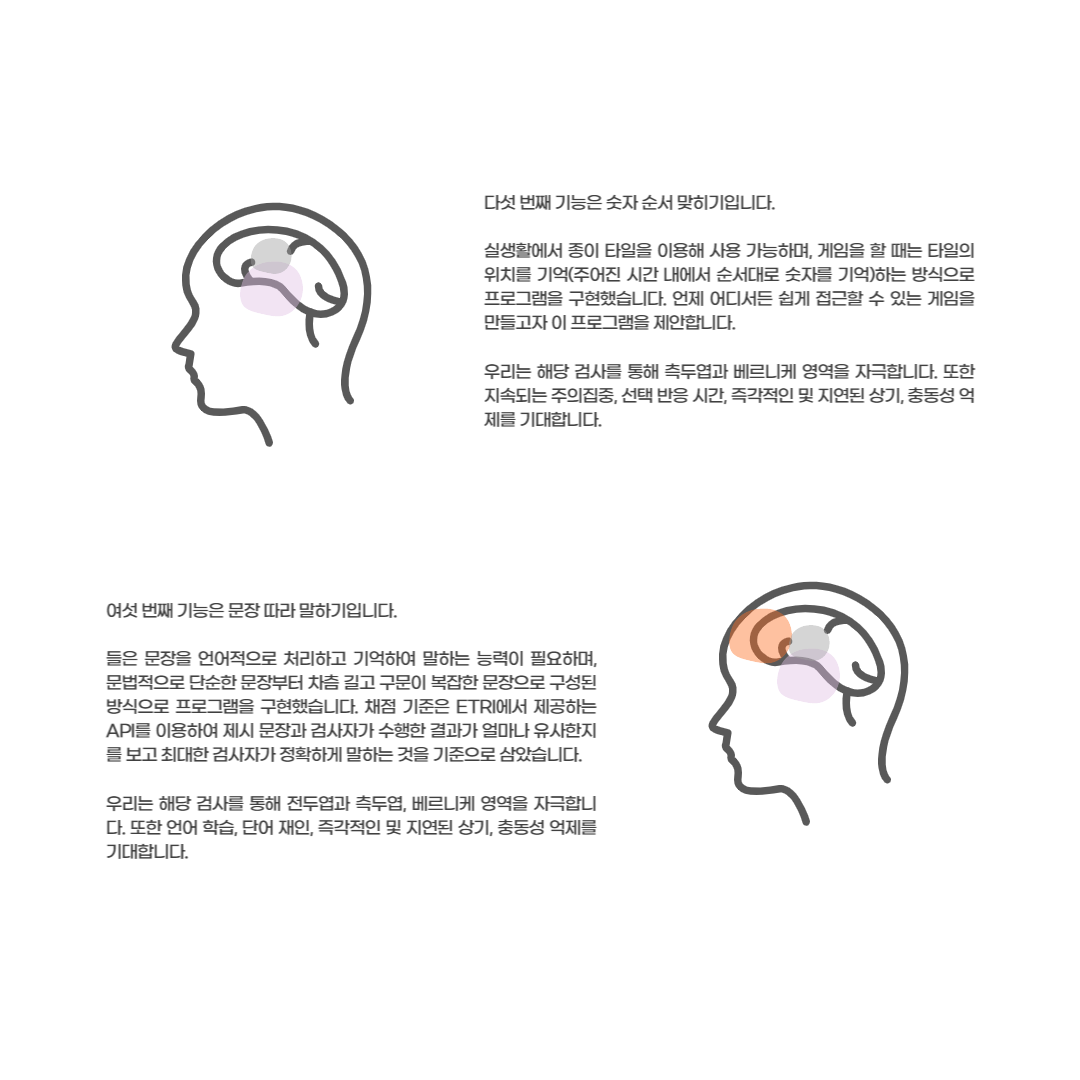 다섯 번째 기능은 숫자 순서 맞히기입니다.
실생활에서 종이 타일을 이용해 사용 가능하며, 게임을 할 때는 타일의
위치를 기억(주어진 시간 내에서 순서대로 숫자를 기억)하는 방식으로
프로그램을 구현했습니다. 언제 어디서든 쉽게 접근할 수 있는 게임을
만들고자 이 프로그램을 제안합니다.
우리는 해당 검사를 통해 측두엽과 베르니케 영역을 자극합니다. 또한
지속되는 주의집중, 선택 반응 시간, 즉각적인 및 지연된 상기, 충동성 억
제를 기대합니다.
여섯 번째 기능은 문장 따라 말하기입니다.
들은 문장을 언어적으로 처리하고 기억하여 말하는 능력이 필요하며,
문법적으로 단순한 문장부터 차츰 길고 구문이 복잡한 문장으로 구성된
방식으로 프로그램을 구현했습니다. 채점 기준은 ETRI에서 제공하는
API를 이용하여 제시 문장과 검사자가 수행한 결과가 얼마나 유사한지
를 보고 최대한 검사자가 정확하게 말하는 것을 기준으로 삼았습니다.
우리는 해당 검사를 통해 전두엽과 측두엽, 베르니케 영역을 자극합니
다. 또한 언어 학습, 단어 재인, 즉각적인 및 지연된 상기, 충동성 억제를
기대합니다.